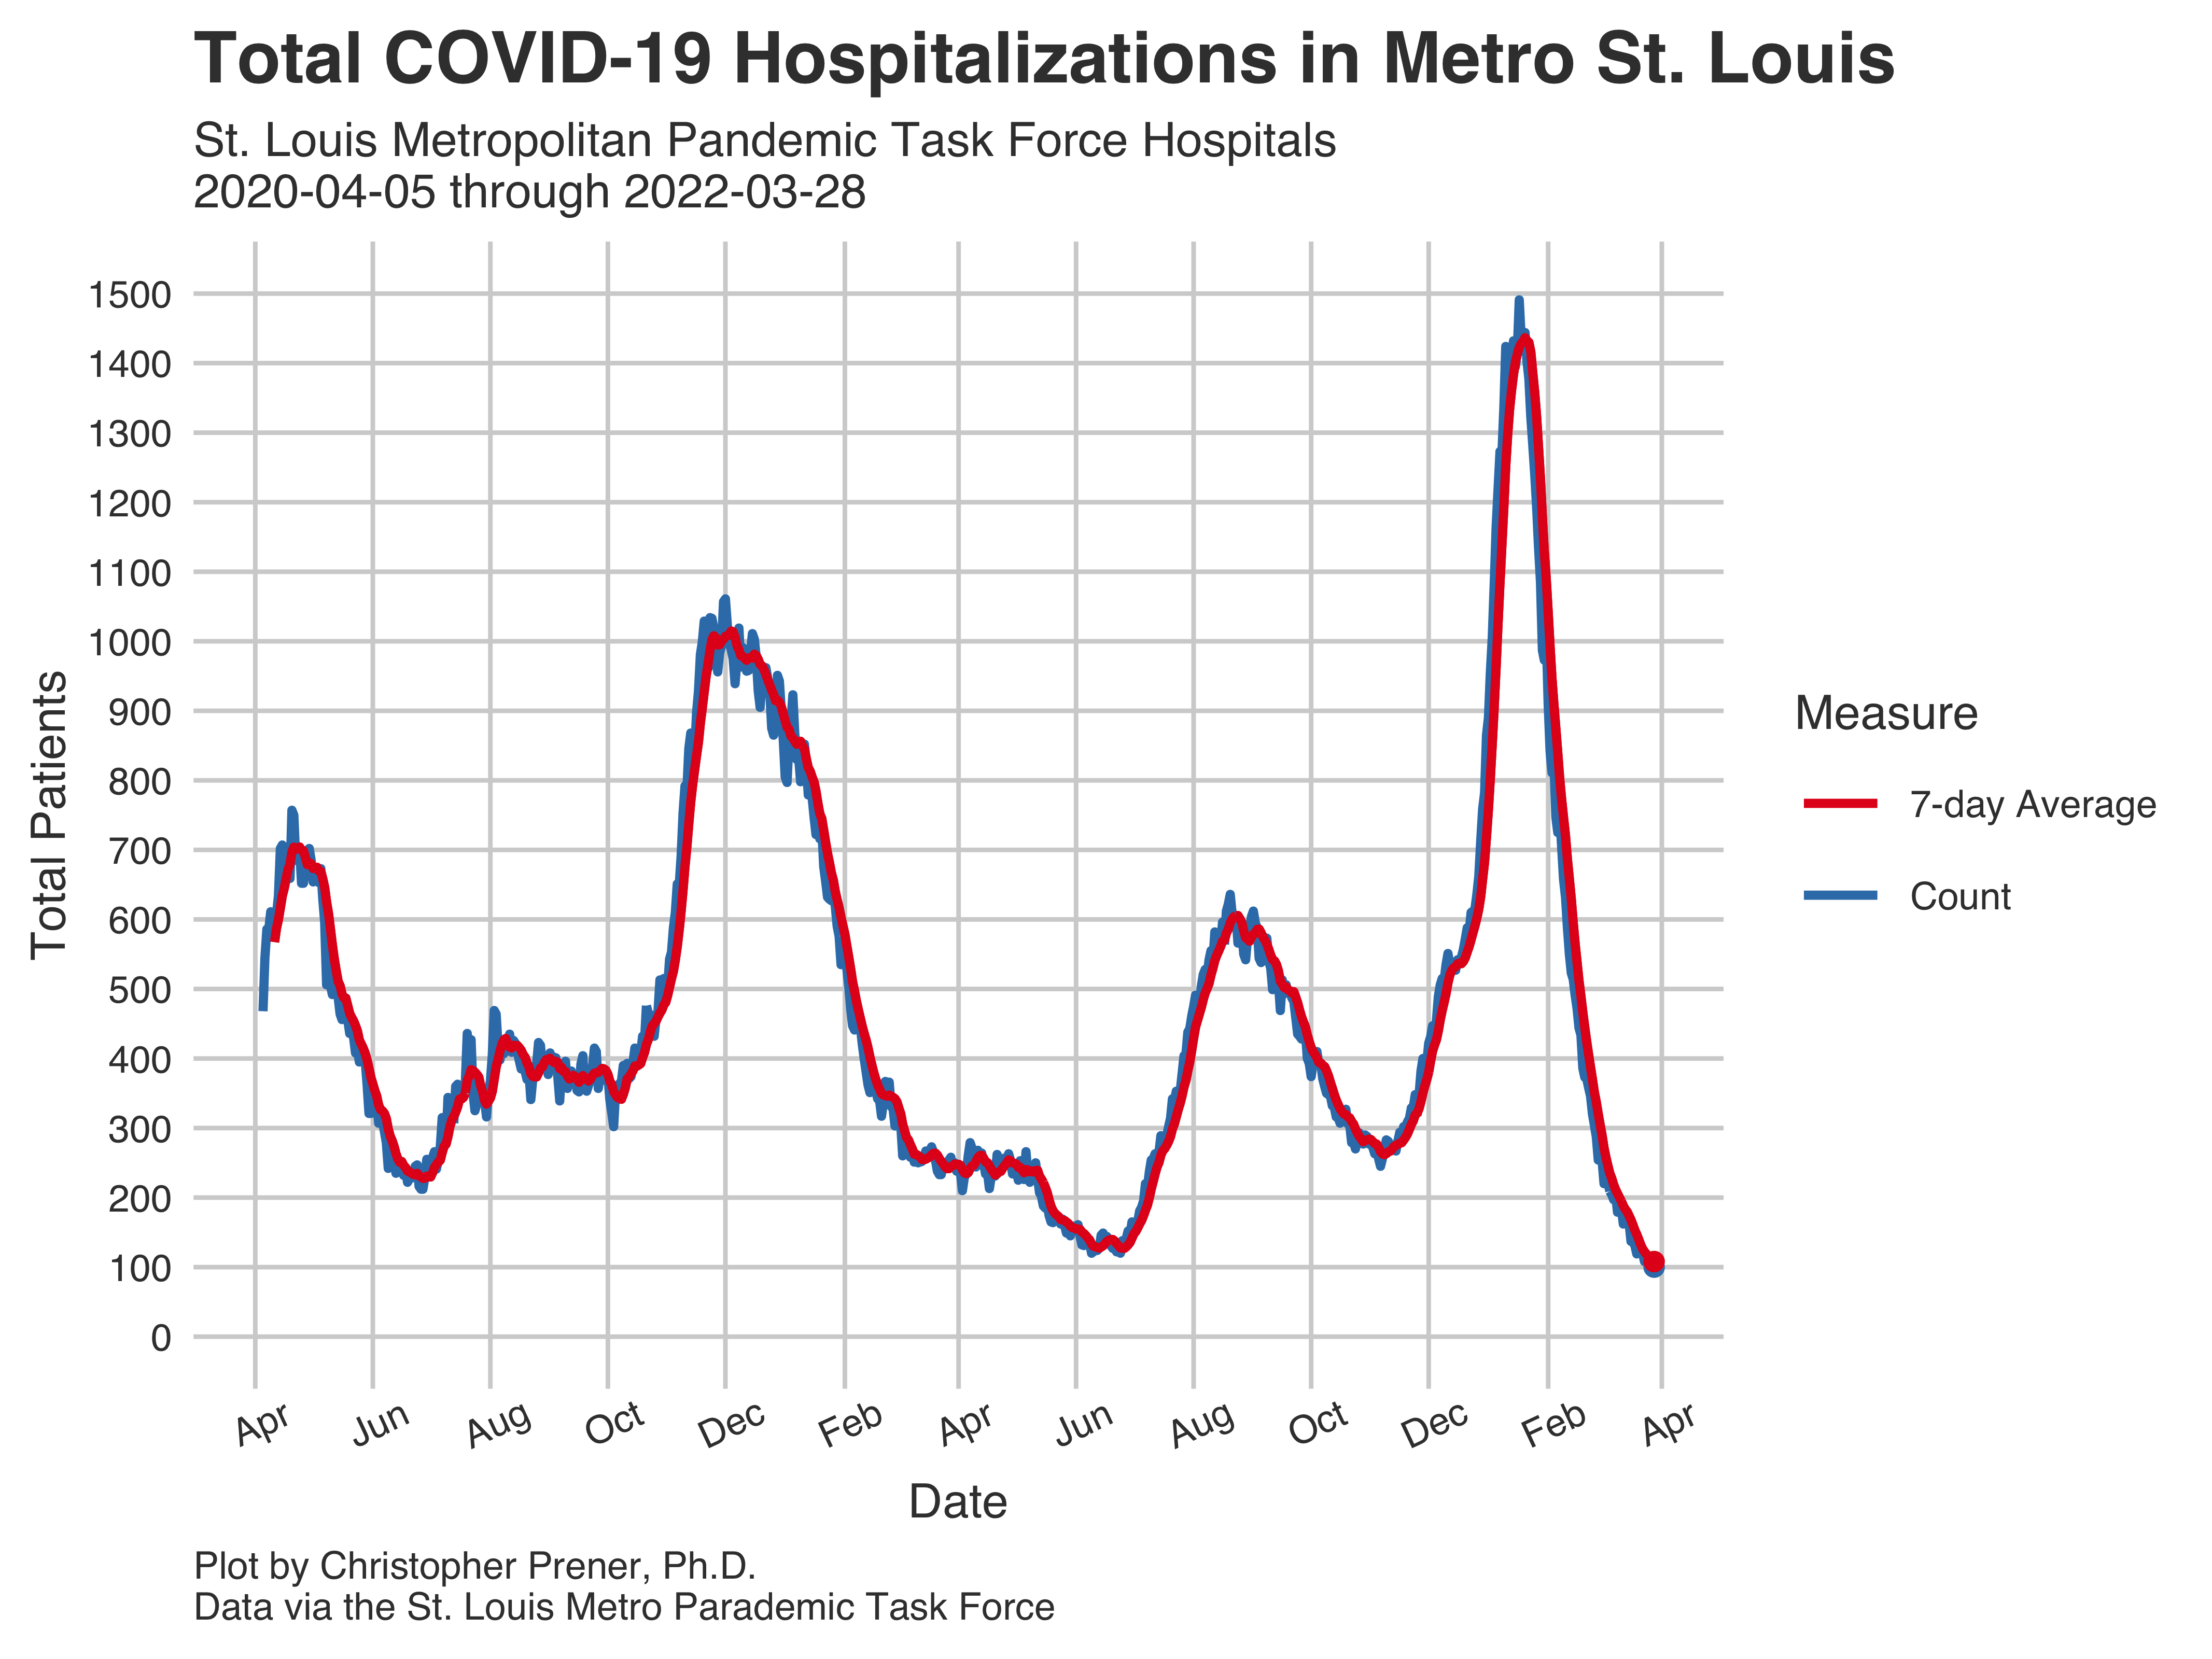 Total COVID-19 Hospitalizations in Metro St. Louis
St. Louis Metropolitan Pandemic Task Force Hospitals
2020-04-05 through 2022-03-28
1500
1400
1300
1200
1100
1000
900
800
700
600
500
400
300
200
100
0
Total Patients
Apr
Jun
Aug
Oct
Dec
Feb
Apr
Jun
Aug
Oct
Dec
Feb
Apr
Date
Measure
7-day Average
Count
Plot by Christopher Prener, Ph.D.
Data via the St. Louis Metro Parademic Task Force